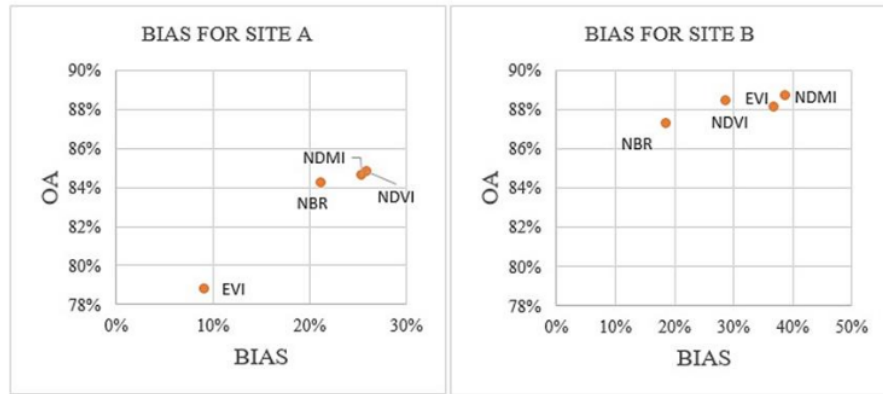 BIAS FOR SITE A
90%
88%
86%
84%
82%
80%
78%
OA
NDMI
NBR
NDVI
EVI
0% 10% 20% 30%
BIAS
BIAS FOR SITE B
90%
88%
86%
84%
82%
80%
78%
OA
EVI NDMI
NBR NDVI
0% 10% 20% 30% 40% 50%
BIAS